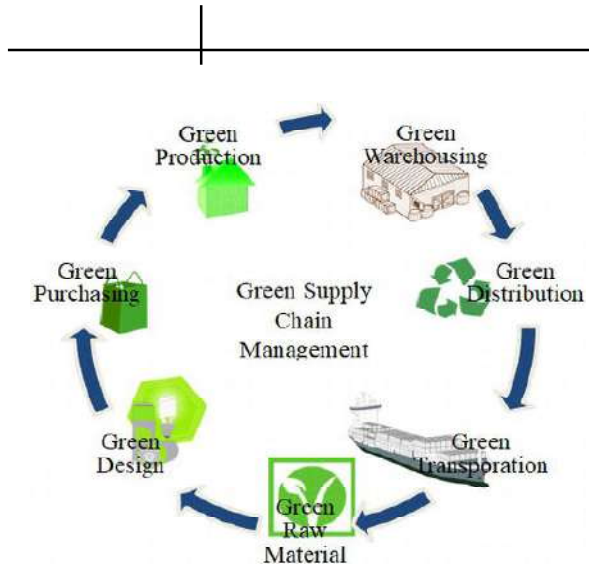 Green
Production
Green
Warehousing
Green
Purchasing
Green Supply
Chain
Management
Green
Distribution
Green
Design
Green
Transporation
Green
Raw
Material